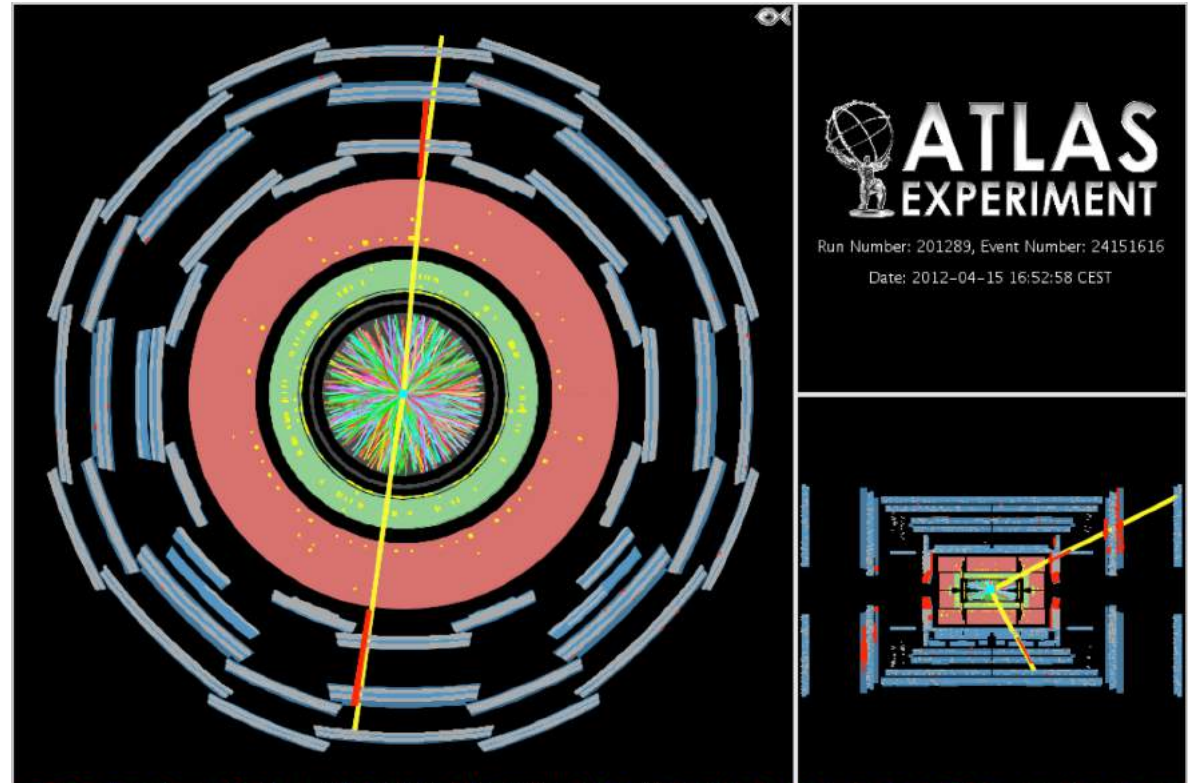 ATLAS
EXPERIMENT
Run Number: 201289, Event Number: 24151616
Date: 2012-04-15 16:52:58 CEST